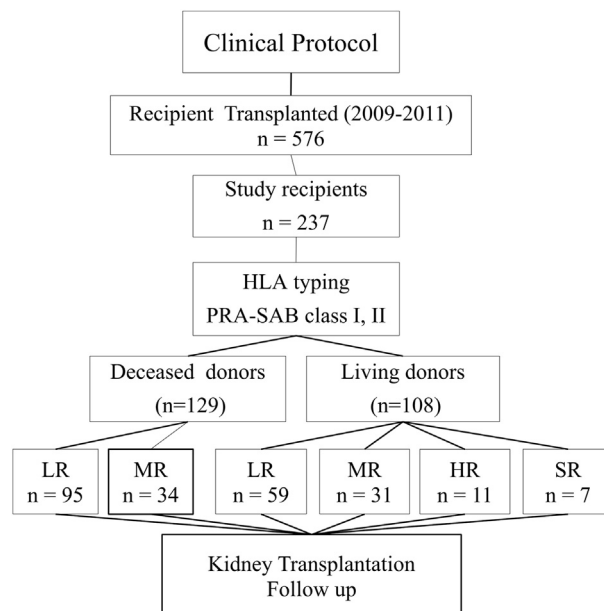 Clinical Protocol
Recipient Transplanted (2009-2011)
n = 576
Study recipients
n = 237
HLA typing
PRA-SAB class I, II
Deceased donors
(n=129)
Living donors
(n=108)
LR
n = 95
MR
n = 34
LR
n = 59
MR
n = 31
HR
n = 11
SR
n = 7
Kidney Transplantation
Follow up